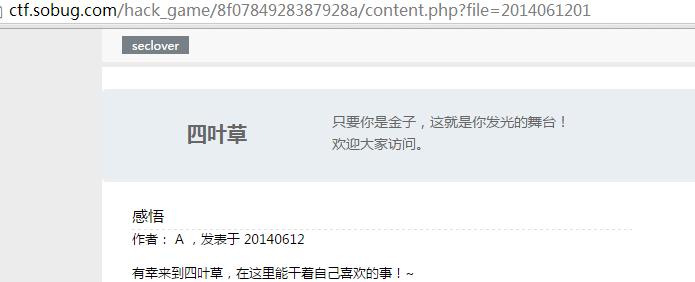 ctf.sobug.com/hack_game/8f0784928387928a/content.php?file=2014061201
seclover
四叶草
只要你是金子，这就是你发光的舞台！
欢迎大家访问。
感悟
作者： A ，发表于 20140612
有幸来到四叶草，在这里能干着自己喜欢的事！~